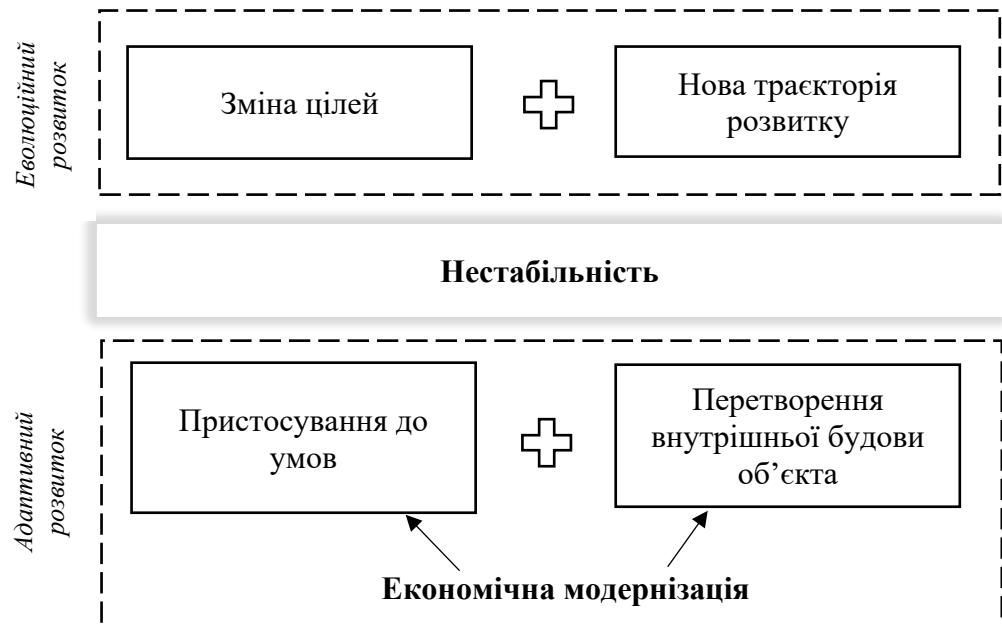 Еволюційний
розвиток
Зміна цілей
Нова траєкторія
розвитку
Нестабільність
Адаптивний
розвиток
Пристосування до
умов
Перетворення
внутрішньої будови
об’єкта
Економічна модернізація